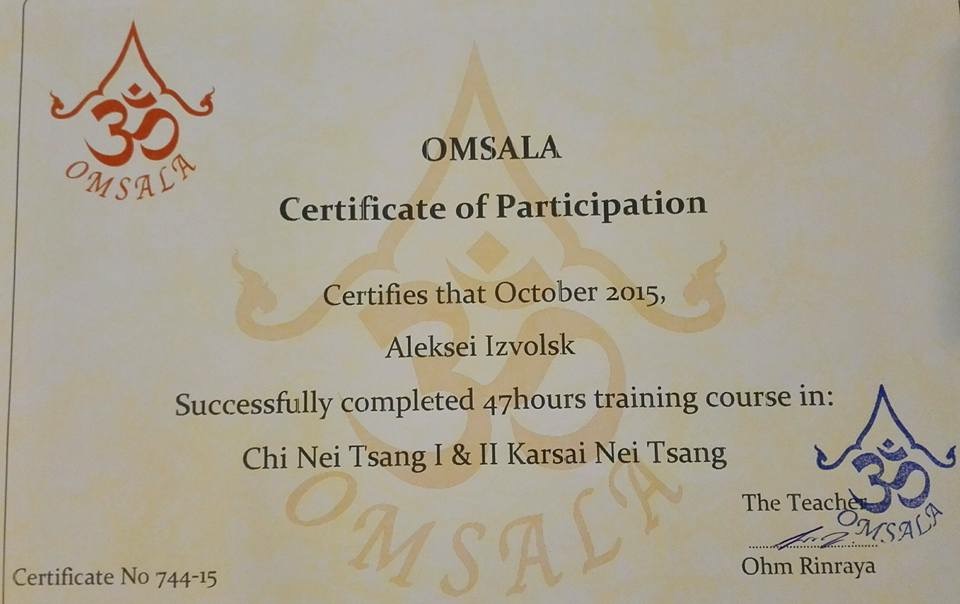 ॐ
OMSALA
OMSALA
Certificate of Participation
Certifies that October 2015,
Aleksei Izvolsk
Successfully completed 47hours training course in:
Chi Nei Tsang I & II Karsai Nei Tsang
ॐ
OMSALA
The Teacher
ॐ
OMSALA
Ohm Rinraya
Certificate No 744-15